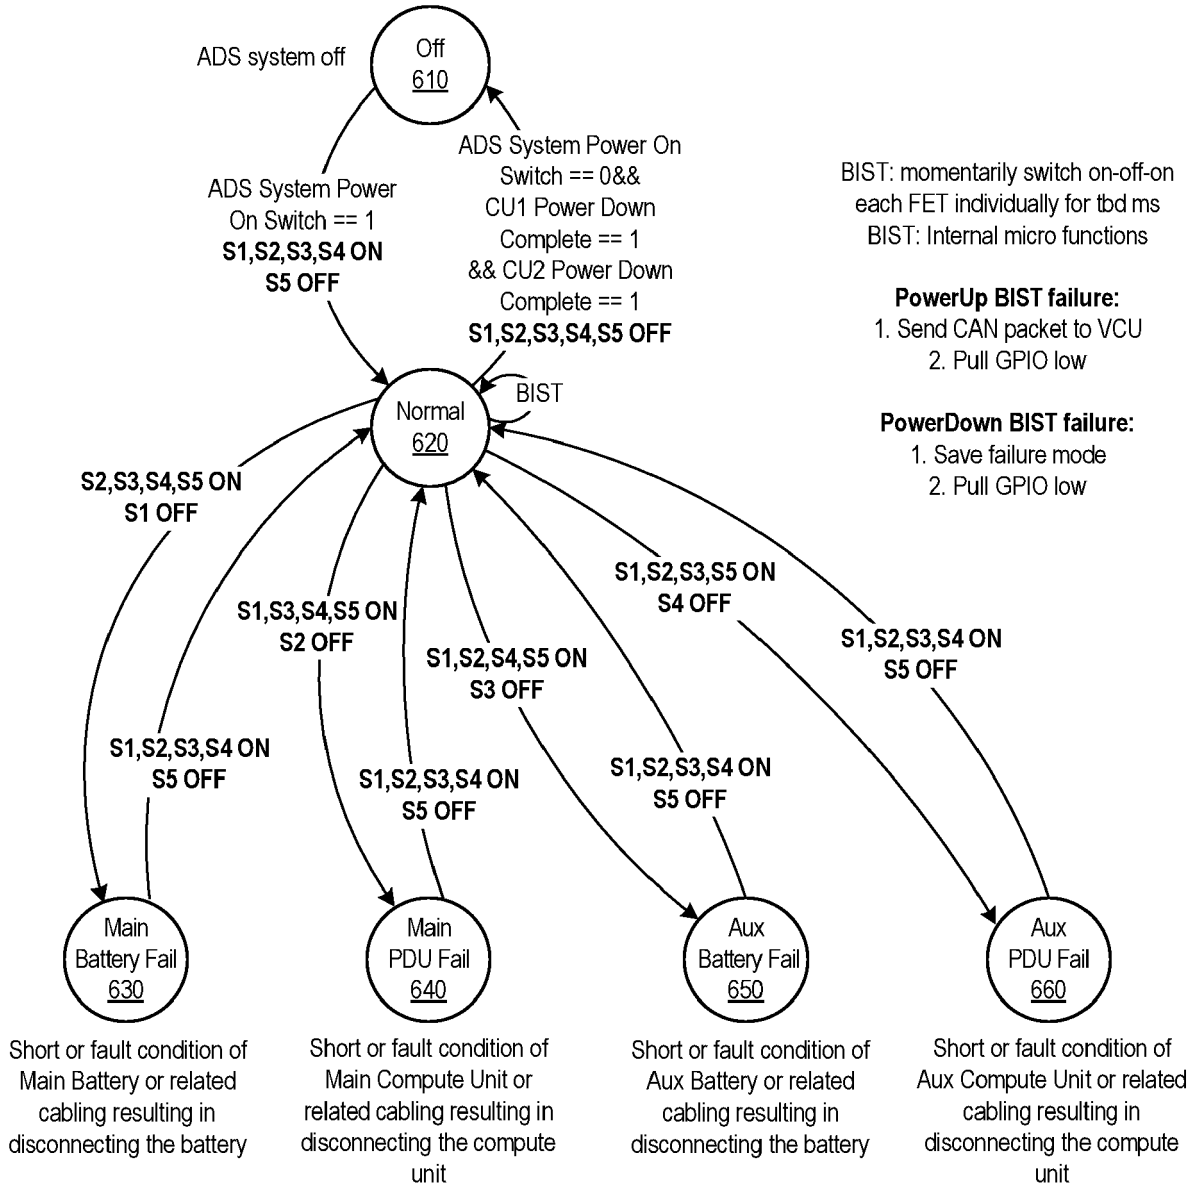 ADS system off
Off
610
ADS System Power
On Switch == 1
S1,S2,S3,S4 ON
S5 OFF
ADS System Power On
Switch == 0&&
CU1 Power Down
Complete == 1
&& CU2 Power Down
Complete == 1
S1,S2,S3,S4,S5 OFF
BIST: momentarily switch on-off-on
each FET individually for tbd ms
BIST: Internal micro functions
PowerUp BIST failure:
1. Send CAN packet to VCU
2. Pull GPIO low
PowerDown BIST failure:
1. Save failure mode
2. Pull GPIO low
Normal
620
BIST
S2,S3,S4,S5 ON
S1 OFF
S1,S2,S3,S4 ON
S5 OFF
S1,S3,S4,S5 ON
S2 OFF
S1,S2,S3,S4 ON
S5 OFF
S1,S2,S4,S5 ON
S3 OFF
S1,S2,S3,S4 ON
S5 OFF
S1,S2,S3,S5 ON
S4 OFF
S1,S2,S3,S4 ON
S5 OFF
Main
Battery Fail
630
Short or fault condition of
Main Battery or related
cabling resulting in
disconnecting the battery
Main
PDU Fail
640
Short or fault condition of
Main Compute Unit or
related cabling resulting in
disconnecting the compute
unit
Aux
Battery Fail
650
Short or fault condition of
Aux Battery or related
cabling resulting in
disconnecting the battery
Aux
PDU Fail
660
Short or fault condition of
Aux Compute Unit or related
cabling resulting in
disconnecting the compute
unit